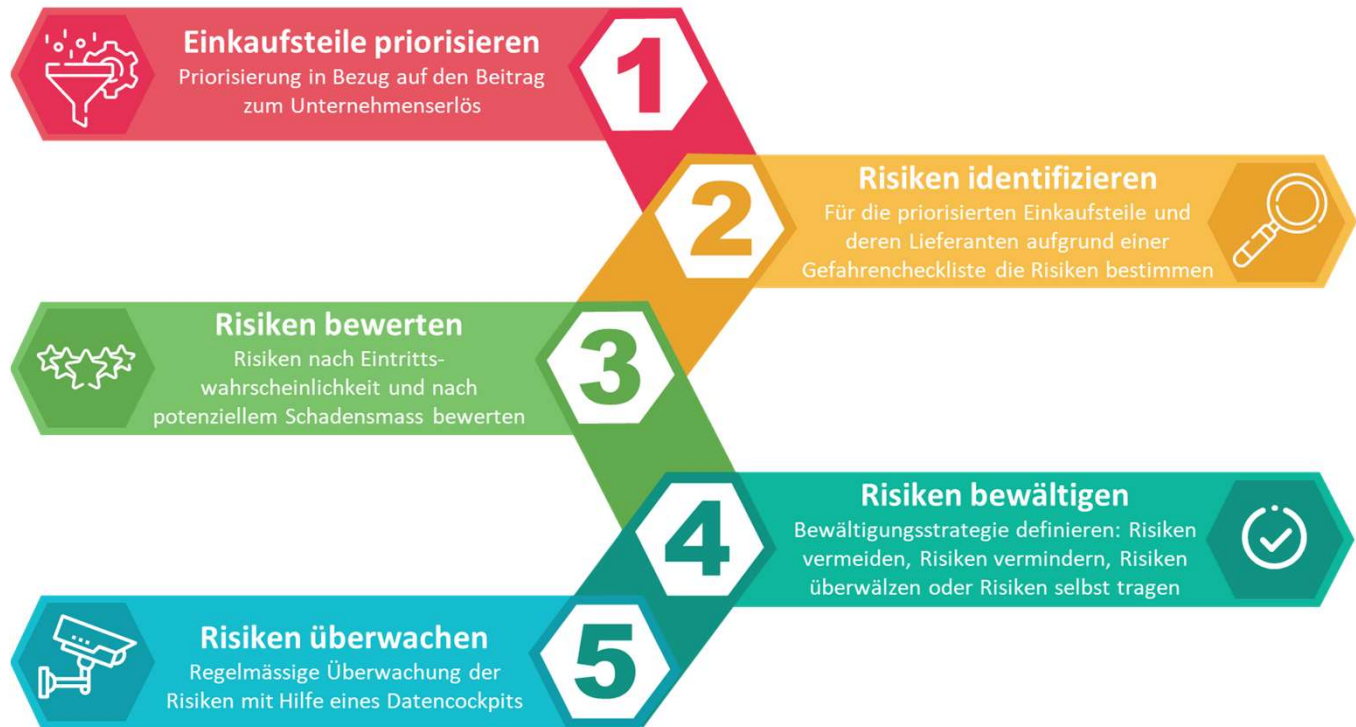 Einkaufsteile priorisieren
Priorisierung in Bezug auf den Beitrag
zum Unternehmenserlös
1
2
Risiken identifizieren
Für die priorisierten Einkaufsteile und
deren Lieferanten aufgrund einer
Gefahrencheckliste die Risiken bestimmen
Risiken bewerten
Risiken nach Eintritts-
wahrscheinlichkeit und nach
potenziellem Schadensmass bewerten
3
4
Risiken bewältigen
Bewältigungsstrategie definieren: Risiken
vermeiden, Risiken vermindern, Risiken
überwälzen oder Risiken selbst tragen
Risiken überwachen
Regelmässige Überwachung der
Risiken mit Hilfe eines Datencockpits
5